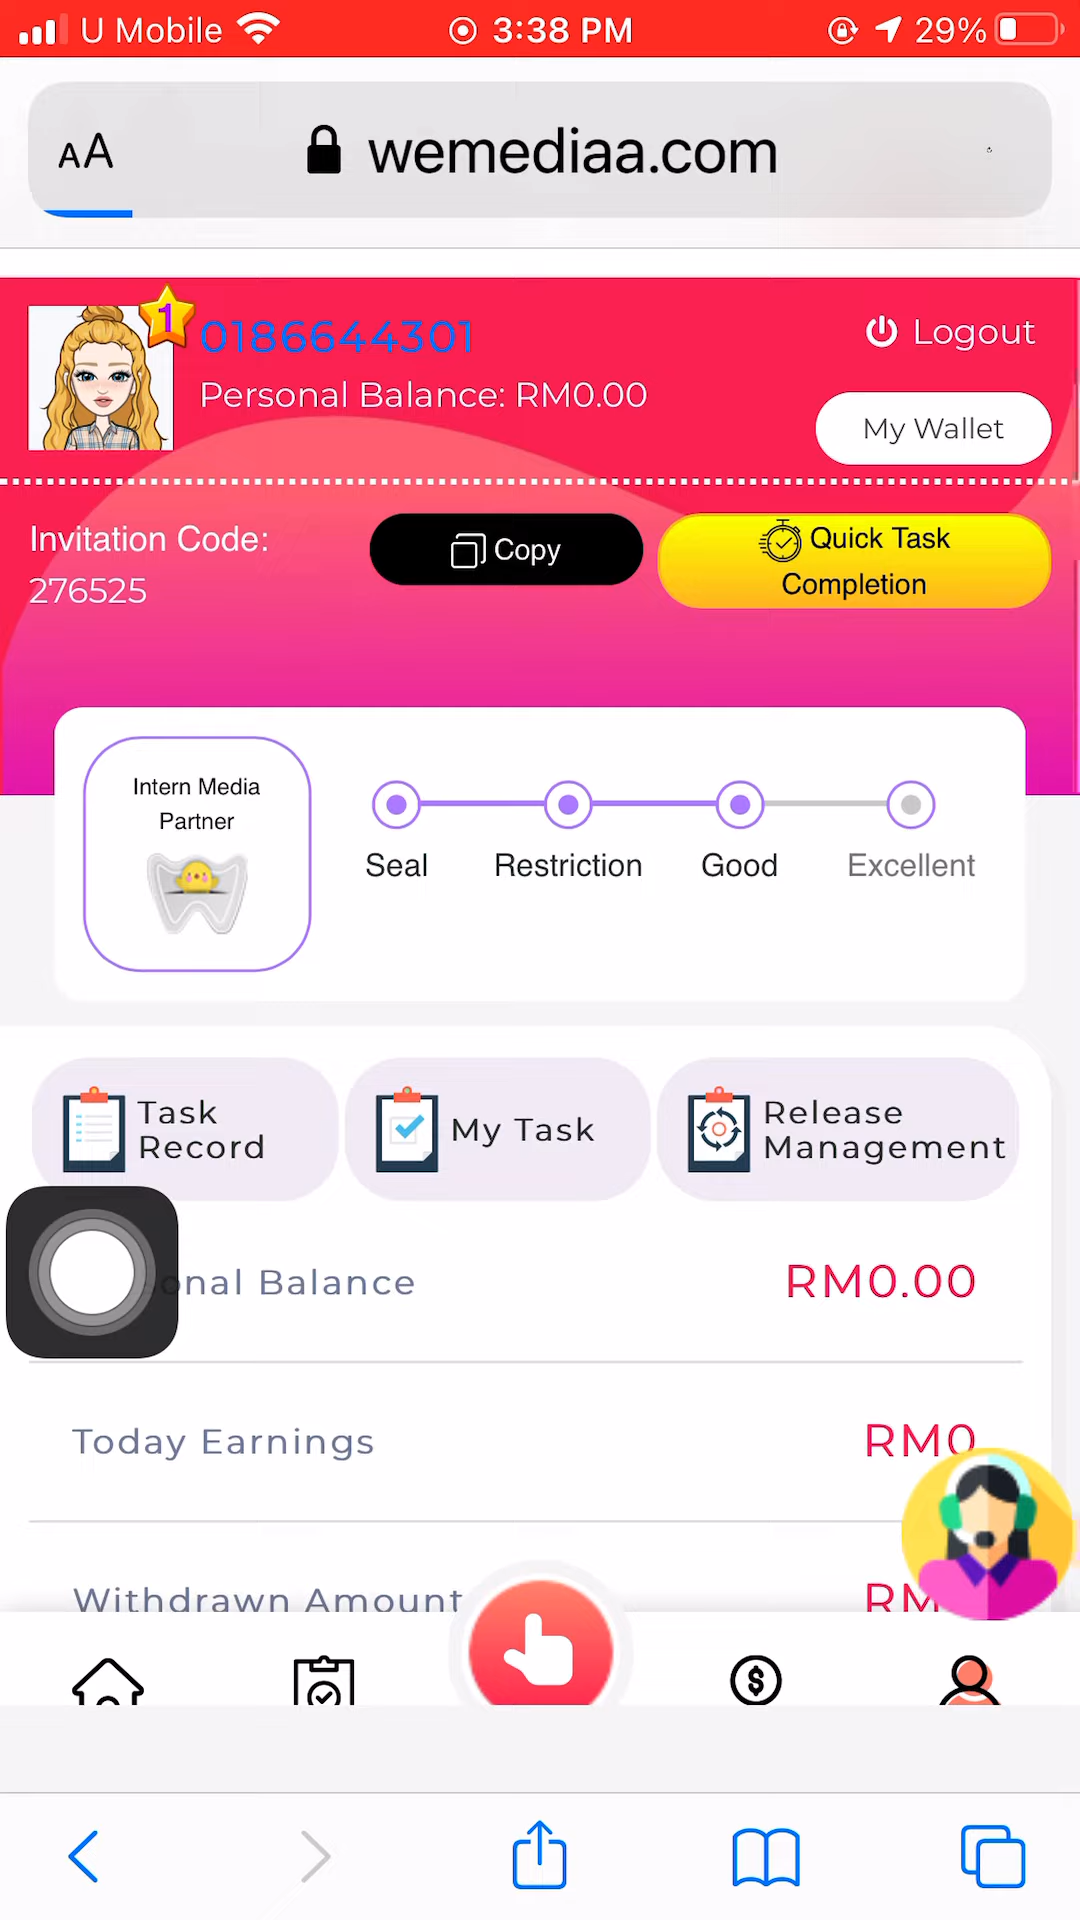 U Mobile 3:38 PM 29%
AA wemediaa.com
1
0186644301
Logout
Personal Balance: RM0.00
My Wallet
Invitation Code:
276525
Copy
Quick Task
Completion
Intern Media
Partner
Seal Restriction Good Excellent
Task
Record
My Task
Release
Management
onal Balance RM0.00
Today Earnings RM0
Withdrawn Amount RM